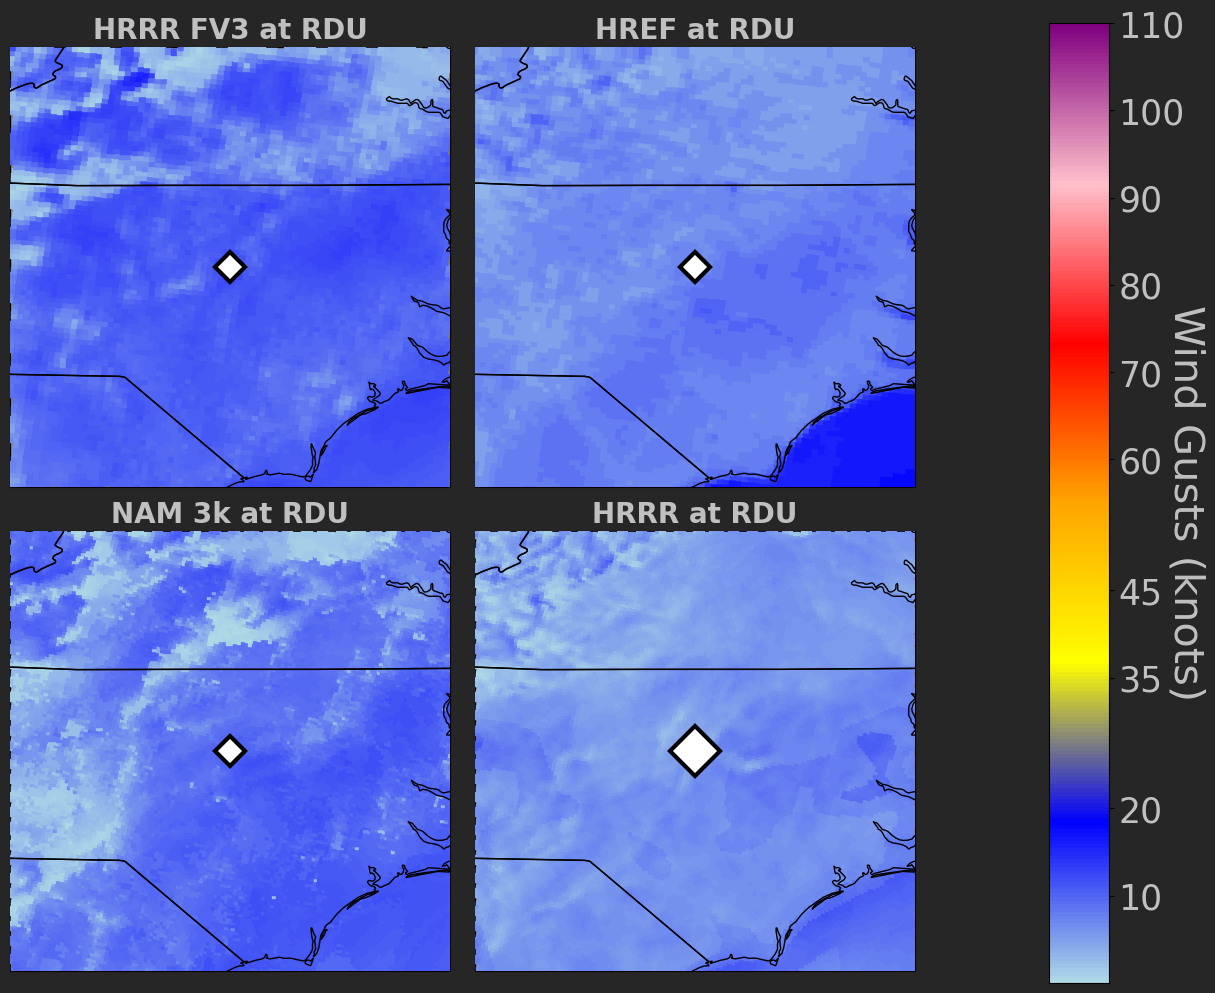 HRRR FV3 at RDU
HREF at RDU
NAM 3k at RDU
HRRR at RDU
110
100
90
80
70
60
45
35
20
10
Wind Gusts (knots)